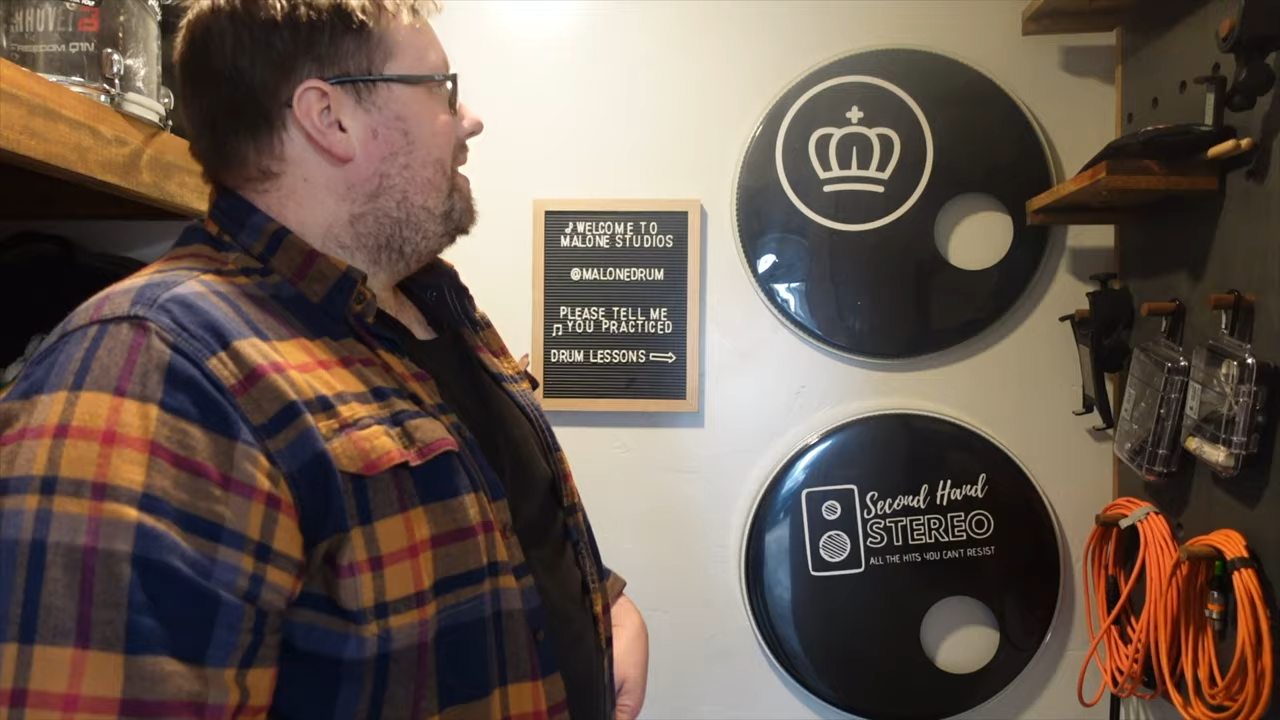 FREEDOM Q1N
♪WELCOME TO
MALONE STUDIOS
@MALONEDRUM
PLEASE TELL ME
♫ YOU PRACTICED
DRUM LESSONS ⇨
Second Hand
STEREO
ALL THE HITS YOU CAN'T RESIST